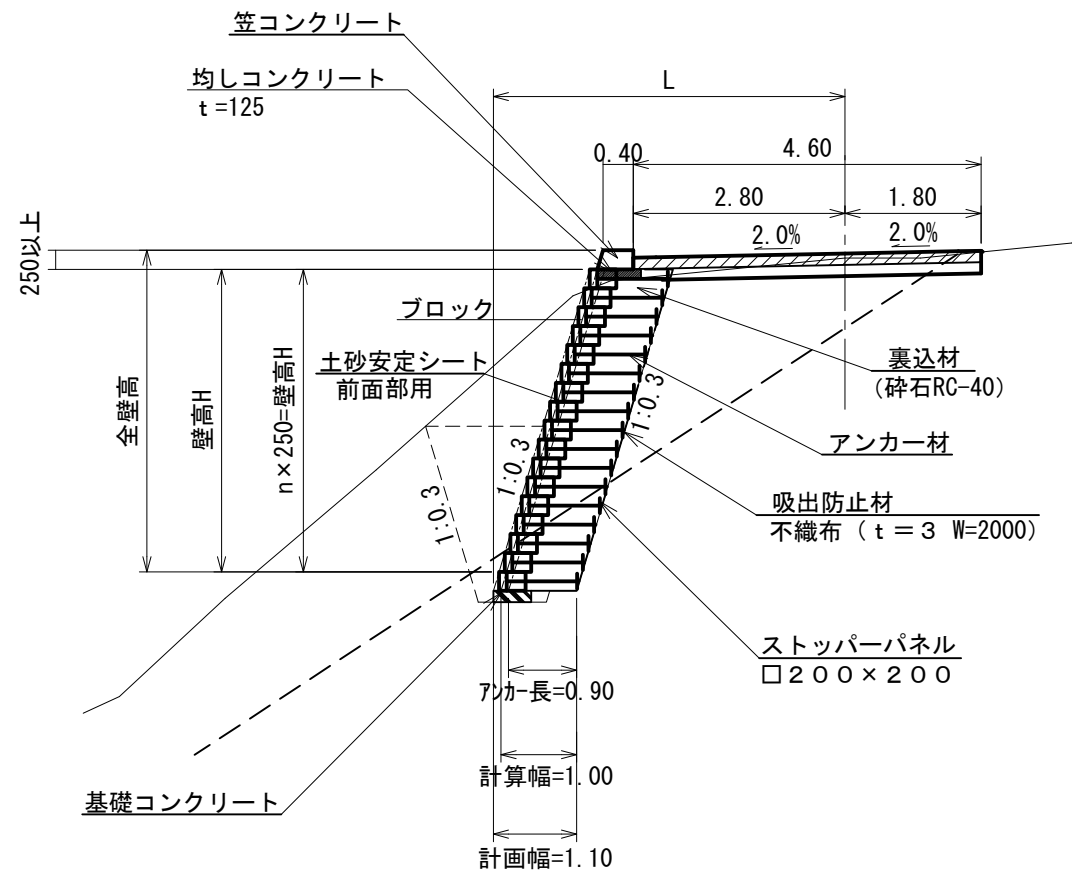 笠コンクリート
均しコンクリート
ｔ=125
L
0.40
4.60
2.80
1.80
2.0%
2.0%
250以上
ブロック
土砂安定シート
前面部用
裏込材
(砕石RC-40)
全壁高
壁高H
n×250=壁高H
アンカー材
1:0.3
1:0.3
1:0.3
吸出防止材
不織布（ｔ＝３ W=2000）
ストッパーパネル
□２００×２００
ｱﾝｶｰ長=0.90
計算幅=1.00
基礎コンクリート
計画幅=1.10